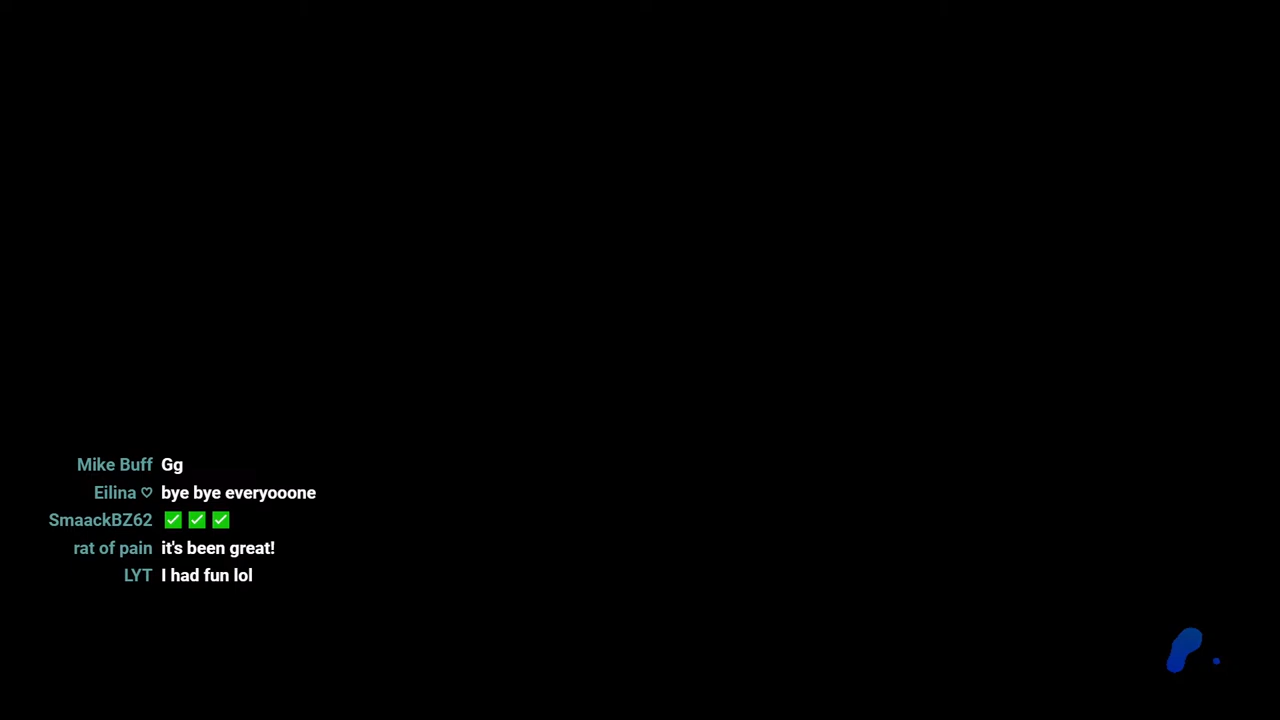 Mike Buff Gg
Eilina ♡ bye bye everyooone
SmaackBZ62 ✅ ✅ ✅
rat of pain it's been great!
LYT I had fun lol